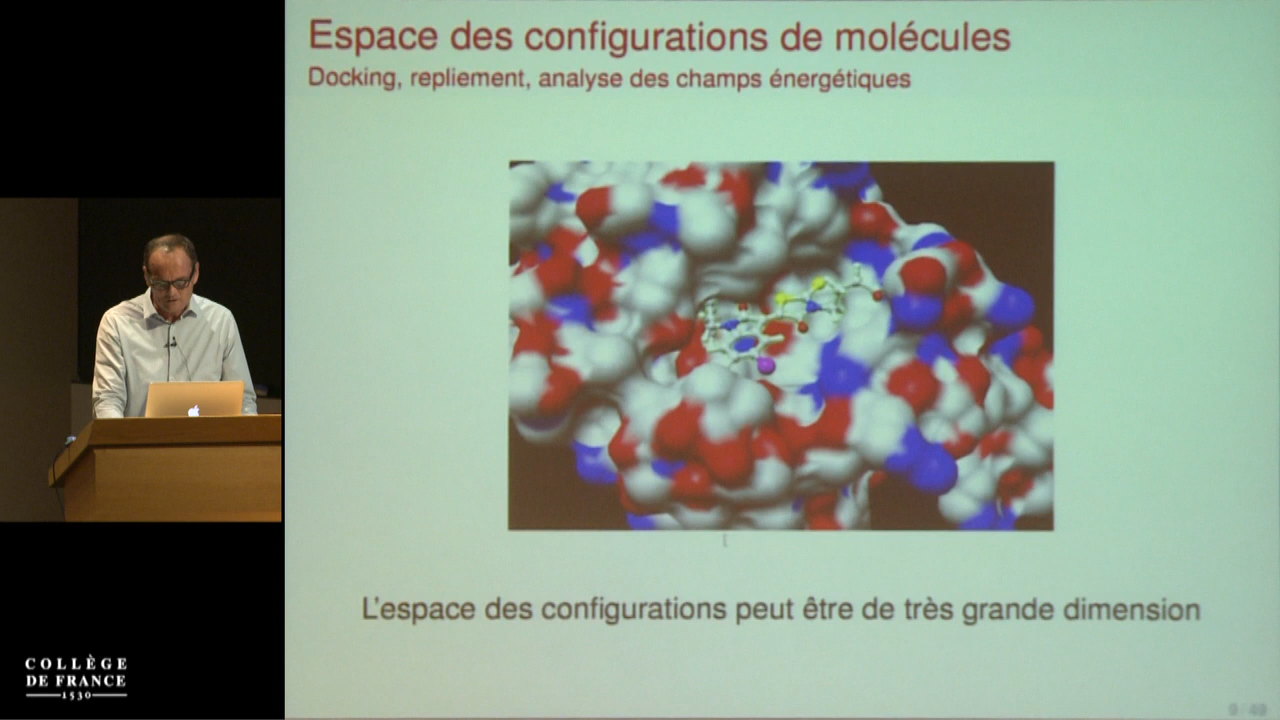 Espace des configurations de molécules
Docking, repliement, analyse des champs énergétiques
L'espace des configurations peut être de très grande dimension
COLLÈGE
DE FRANCE
1530